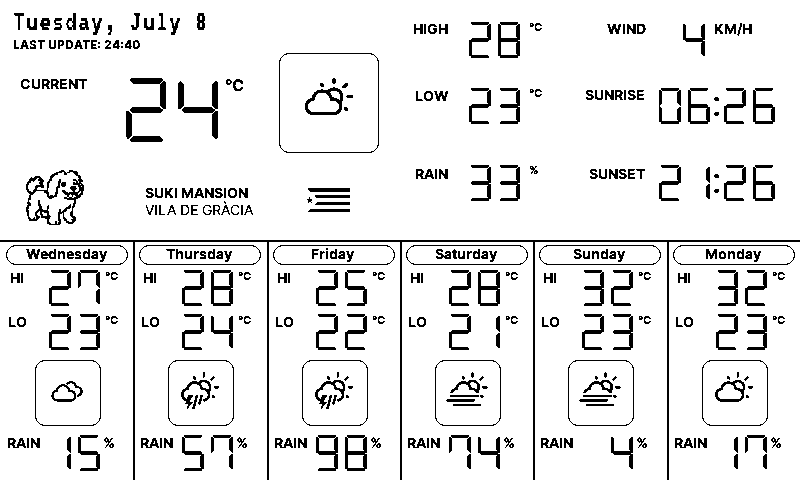 Tuesday, July 8
LAST UPDATE: 24:40
CURRENT 24 °C
HIGH 28 °C
LOW 23 °C
RAIN 33 %
WIND 4 KM/H
SUNRISE 06:26
SUNSET 21:26
SUKI MANSION
VILA DE GRÀCIA
Wednesday
HI 27 °C
LO 23 °C
RAIN 15 %
Thursday
HI 28 °C
LO 24 °C
RAIN 57 %
Friday
HI 25 °C
LO 22 °C
RAIN 98 %
Saturday
HI 28 °C
LO 21 °C
RAIN 74 %
Sunday
HI 32 °C
LO 23 °C
RAIN 4 %
Monday
HI 32 °C
LO 23 °C
RAIN 17 %